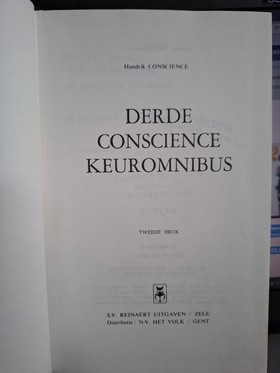 Hendrik CONSCIENCE
DERDE
CONSCIENCE
KEUROMNIBUS
TWEEDE DRUK
S.V. REINAERT UITGAVEN / ZELE
Distributie: N.V. HET VOLK / GENT